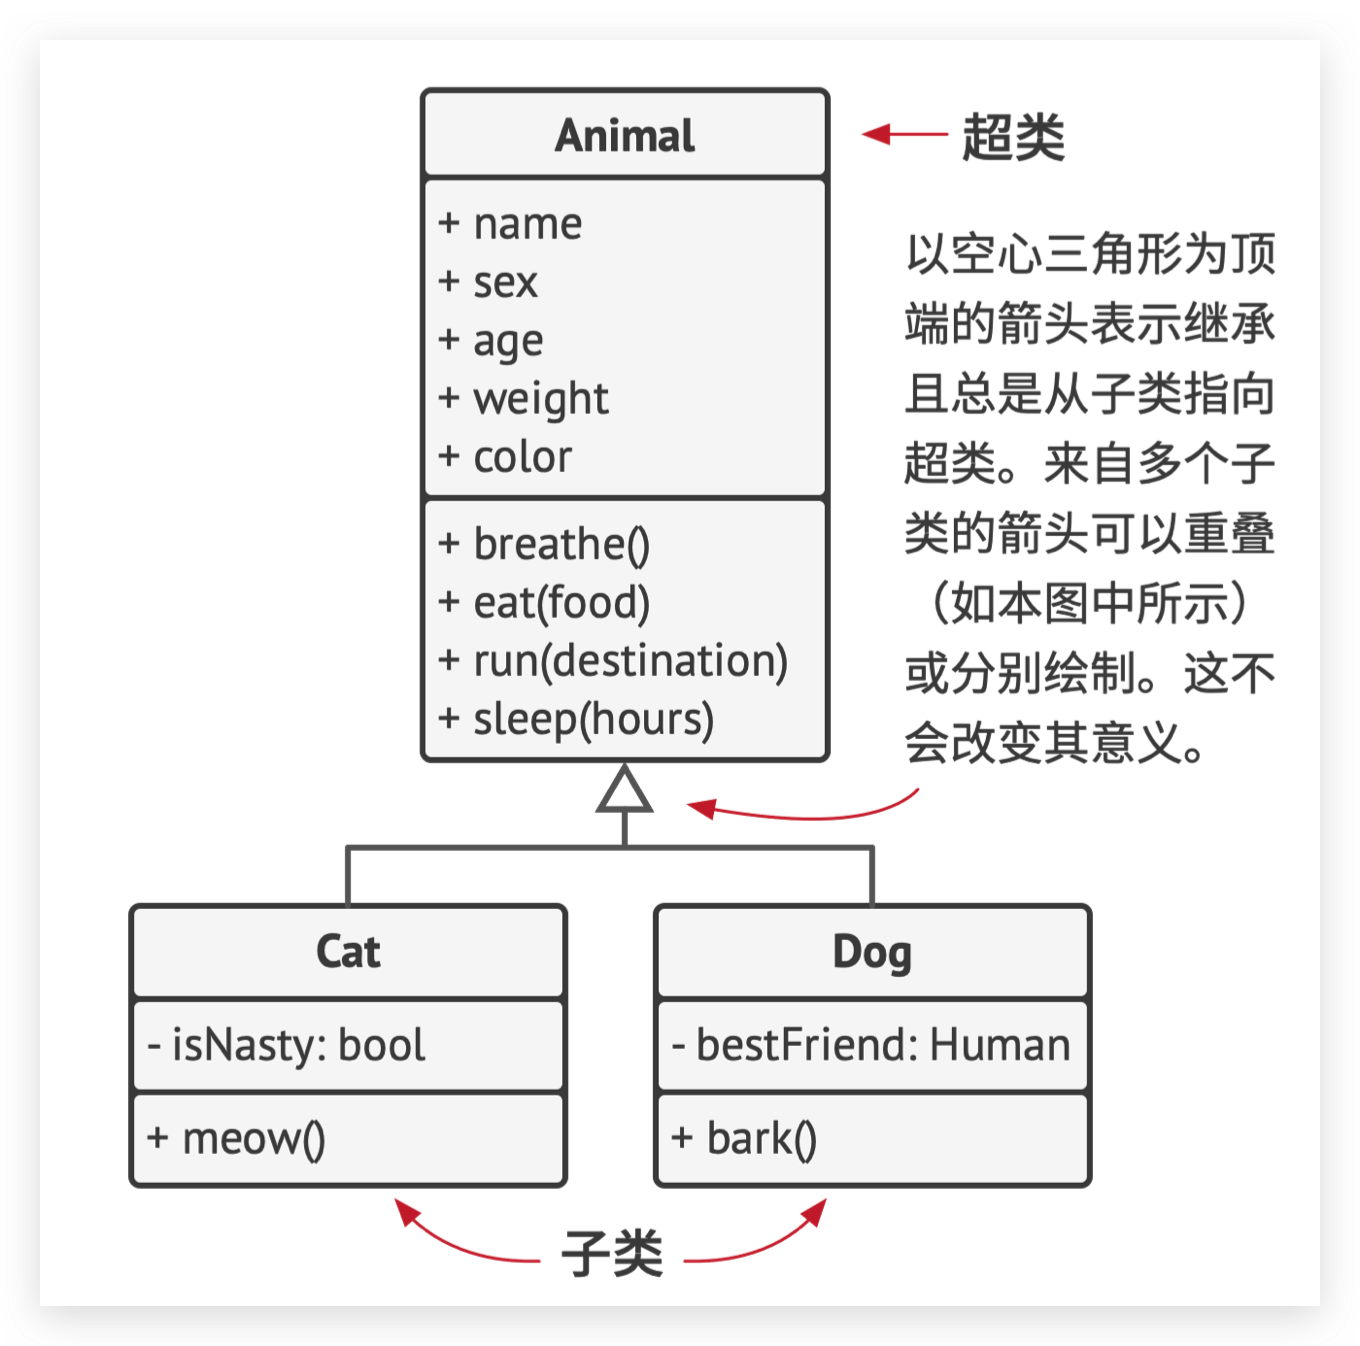 Animal
超类
+ name
+ sex
+ age
+ weight
+ color
+ breathe()
+ eat(food)
+ run(destination)
+ sleep(hours)
以空心三角形为顶
端的箭头表示继承
且总是从子类指向
超类。来自多个子
类的箭头可以重叠
（如本图中所示）
或分别绘制。这不
会改变其意义。
Cat
- isNasty: bool
+ meow()
Dog
- bestFriend: Human
+ bark()
子类